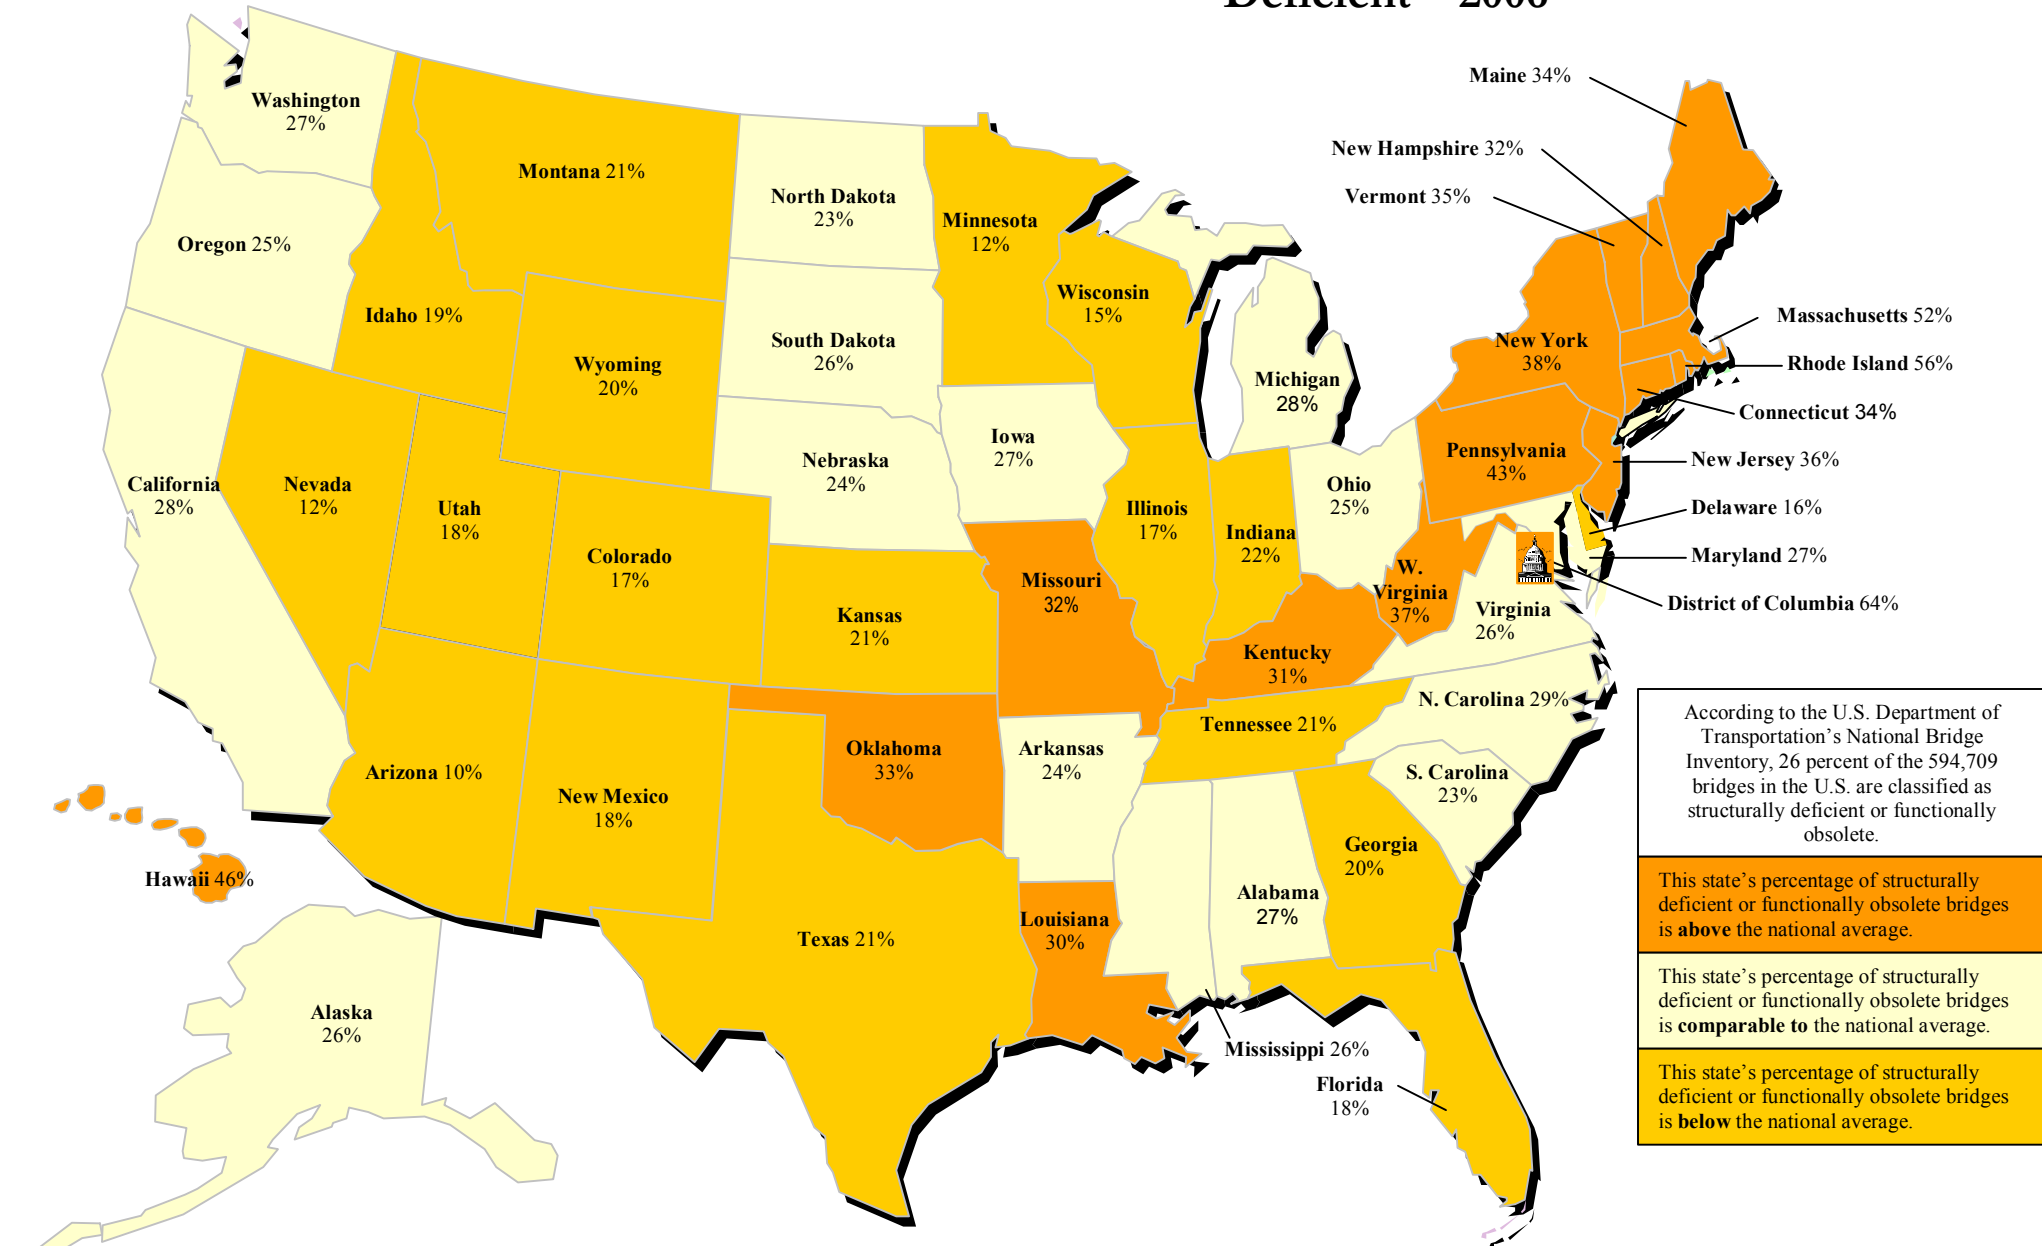 Deficient – 2006
Maine 34%
Washington
27%
New Hampshire 32%
Montana 21%
North Dakota
23%
Vermont 35%
Minnesota
12%
Oregon 25%
Wisconsin
15%
Idaho 19%
Massachusetts 52%
South Dakota
26%
New York
38%
Wyoming
20%
Rhode Island 56%
Michigan
28%
Connecticut 34%
Iowa
27%
Pennsylvania
43%
Nebraska
24%
New Jersey 36%
California
28%
Nevada
12%
Ohio
25%
Utah
18%
Illinois
17%
Delaware 16%
Indiana
22%
Colorado
17%
Maryland 27%
Missouri
32%
W.
Virginia
37%
District of Columbia 64%
Kansas
21%
Virginia
26%
Kentucky
31%
N. Carolina 29%
Tennessee 21%
Oklahoma
33%
Arkansas
24%
Arizona 10%
S. Carolina
23%
New Mexico
18%
Georgia
20%
Hawaii 46%
Alabama
27%
Louisiana
30%
Texas 21%
Alaska
26%
Mississippi 26%
Florida
18%
According to the U.S. Department of
Transportation’s National Bridge
Inventory, 26 percent of the 594,709
bridges in the U.S. are classified as
structurally deficient or functionally
obsolete.
This state’s percentage of structurally
deficient or functionally obsolete bridges
is above the national average.
This state’s percentage of structurally
deficient or functionally obsolete bridges
is comparable to the national average.
This state’s percentage of structurally
deficient or functionally obsolete bridges
is below the national average.